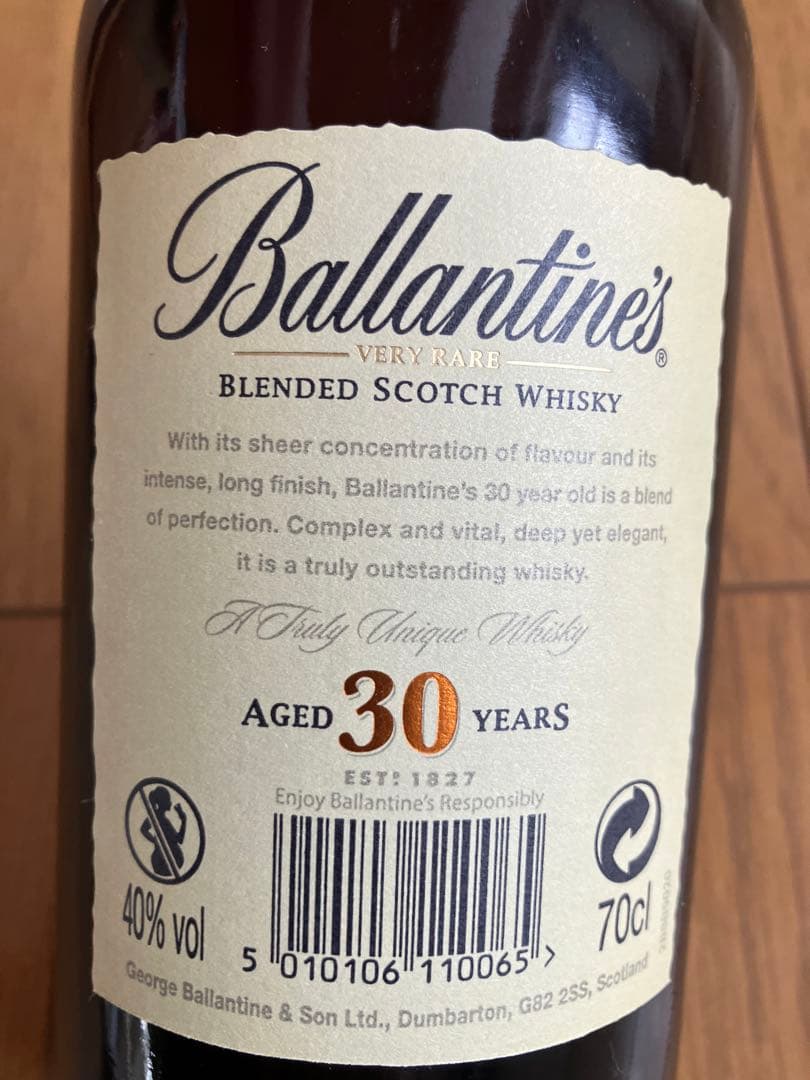 Ballantine's®
VERY RARE
BLENDED SCOTCH WHISKY
With its sheer concentration of flavour and its
intense, long finish, Ballantine's 30 year old is a blend
of perfection. Complex and vital, deep yet elegant,
it is a truly outstanding whisky.
A Truly Unique Whisky
AGED 30 YEARS
ESTD 1827
Enjoy Ballantine's Responsibly
40% vol
70cl
5 010106 110065 >
George Ballantine & Son Ltd., Dumbarton, G82 2SS, Scotland